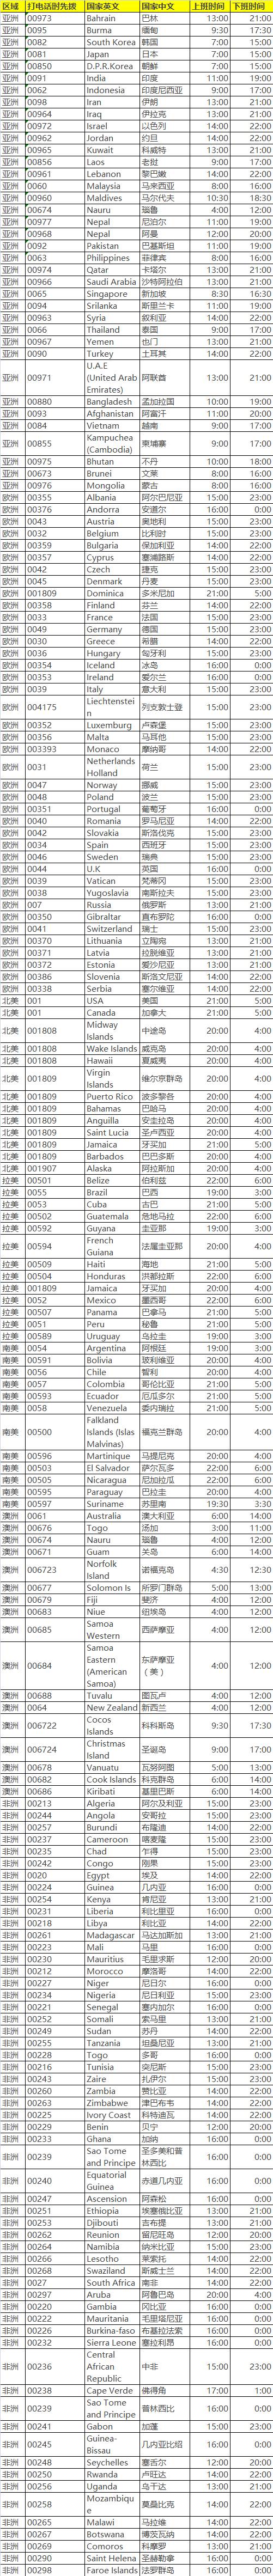 区域 打电话时先拨 国家英文 国家中文 上班时间 下班时间
亚洲 00973 Bahrain 巴林 13:00 21:00
亚洲 0095 Burma 缅甸 9:30 17:30
亚洲 0082 South Korea 韩国 7:00 15:00
亚洲 0081 Japan 日本 7:00 15:00
亚洲 00850 D.P.R.Korea 朝鲜 7:00 15:00
亚洲 0091 India 印度 11:00 19:00
亚洲 0062 Indonesia 印度尼西亚 9:00 17:00
亚洲 0098 Iran 伊朗 13:00 21:00
亚洲 00964 Iraq 伊拉克 13:00 21:00
亚洲 00972 Israel 以色列 14:00 22:00
亚洲 00962 Jordan 约旦 14:00 22:00
亚洲 00965 Kuwait 科威特 13:00 21:00
亚洲 00856 Laos 老挝 9:00 17:00
亚洲 00961 Lebanon 黎巴嫩 14:00 22:00
亚洲 0060 Malaysia 马来西亚 8:00 16:00
亚洲 00960 Maldives 马尔代夫 10:30 18:30
亚洲 00674 Nauru 瑙鲁 4:00 12:00
亚洲 00977 Nepal 尼泊尔 11:00 19:00
亚洲 00968 Nepal 阿曼 12:00 20:00
亚洲 0092 Pakistan 巴基斯坦 11:00 19:00
亚洲 0063 Philippines 菲律宾 8:00 16:00
亚洲 00974 Qatar 卡塔尔 13:00 21:00
亚洲 00966 Saudi Arabia 沙特阿拉伯 13:00 21:00
亚洲 0065 Singapore 新加坡 8:30 16:30
亚洲 0094 Srilanka 斯里兰卡 11:00 19:00
亚洲 00963 Syria 叙利亚 14:00 22:00
亚洲 0066 Thailand 泰国 9:00 17:00
亚洲 00967 Yemen 也门 13:00 21:00
亚洲 0090 Turkey 土耳其 14:00 22:00
亚洲 00971 U.A.E (United Arab Emirates) 阿联酋 13:00 21:00
亚洲 00880 Bangladesh 孟加拉国 10:00 19:00
亚洲 0093 Afghanistan 阿富汗 11:00 20:00
亚洲 0084 Vietnam 越南 9:00 17:00
亚洲 00855 Kampuchea (Cambodia) 柬埔寨 9:00 17:00
亚洲 00975 Bhutan 不丹 10:00 18:00
亚洲 00673 Brunei 文莱 8:00 16:00
亚洲 00976 Mongolia 蒙古 8:00 16:00
欧洲 00355 Albania 阿尔巴尼亚 15:00 23:00
欧洲 00376 Andorra 安道尔 16:00 0:00
欧洲 0043 Austria 奥地利 15:00 23:00
欧洲 0032 Belgium 比利时 15:00 23:00
欧洲 00359 Bulgaria 保加利亚 14:00 22:00
欧洲 00357 Cyprus 塞浦路斯 14:00 22:00
欧洲 0042 Czech 捷克 15:00 23:00
欧洲 0045 Denmark 丹麦 15:00 23:00
欧洲 001809 Dominica 多米尼加 21:00 5:00
欧洲 00358 Finland 芬兰 14:00 22:00
欧洲 0033 France 法国 15:00 23:00
欧洲 0049 Germany 德国 15:00 23:00
欧洲 0030 Greece 希腊 14:00 22:00
欧洲 0036 Hungary 匈牙利 15:00 23:00
欧洲 00354 Iceland 冰岛 16:00 0:00
欧洲 00353 Ireland 爱尔兰 16:00 0:00
欧洲 0039 Italy 意大利 15:00 23:00
欧洲 004175 Liechtenstein 列支敦士登 15:00 23:00
欧洲 00352 Luxemburg 卢森堡 15:00 23:00
欧洲 00356 Malta 马耳他 15:00 23:00
欧洲 003393 Monaco 摩纳哥 14:00 22:00
欧洲 0031 Netherlands Holland 荷兰 15:00 23:00
欧洲 0047 Norway 挪威 15:00 23:00
欧洲 0048 Poland 波兰 15:00 23:00
欧洲 00351 Portugal 葡萄牙 16:00 0:00
欧洲 0040 Romania 罗马尼亚 14:00 22:00
欧洲 0042 Slovakia 斯洛伐克 15:00 23:00
欧洲 0034 Spain 西班牙 15:00 23:00
欧洲 0046 Sweden 瑞典 15:00 23:00
欧洲 0044 U.K 英国 16:00 0:00
欧洲 0039 Vatican 梵蒂冈 15:00 23:00
欧洲 0038 Yugoslavia 南斯拉夫 15:00 23:00
欧洲 007 Russia 俄罗斯 13:00 21:00
欧洲 00350 Gibraltar 直布罗陀 16:00 0:00
欧洲 0041 Switzerland 瑞士 15:00 23:00
欧洲 00370 Lithuania 立陶宛 13:00 21:00
欧洲 00371 Latvia 拉脱维亚 13:00 21:00
欧洲 00372 Estonia 爱沙尼亚 13:00 21:00
欧洲 00386 Slovenia 斯洛文尼亚 14:00 22:00
欧洲 00338 Serbia 塞尔维亚 14:00 22:00
北美 001 USA 美国 21:00 5:00
北美 001 Canada 加拿大 21:00 5:00
北美 001808 Midway Islands 中途岛 20:00 4:00
北美 001808 Wake Islands 威克岛 20:00 4:00
北美 001808 Hawaii 夏威夷 20:00 4:00
北美 001809 Virgin Islands 维尔京群岛 20:00 4:00
北美 001809 Puerto Rico 波多黎各 20:00 4:00
北美 001809 Bahamas 巴哈马 20:00 4:00
北美 001809 Anguilla 安圭拉岛 20:00 4:00
北美 001809 Saint Lucia 圣卢西亚 20:00 4:00
北美 001809 Jamaica 牙买加 21:00 5:00
北美 001809 Barbados 巴巴多斯 20:00 4:00
北美 001907 Alaska 阿拉斯加 20:00 4:00
拉美 00501 Belize 伯利兹 22:00 6:00
拉美 0055 Brazil 巴西 19:00 3:00
拉美 0053 Cuba 古巴 21:00 5:00
拉美 00502 Guatemala 危地马拉 22:00 6:00
拉美 00592 Guyana 圭亚那 19:00 3:00
拉美 00594 French Guiana 法属圭亚那 20:00 4:00
拉美 00509 Haiti 海地 21:00 5:00
拉美 00504 Honduras 洪都拉斯 22:00 6:00
拉美 001809 Jamaica 牙买加 20:00 4:00
拉美 0052 Mexico 墨西哥 22:00 6:00
拉美 00507 Panama 巴拿马 21:00 5:00
拉美 0051 Peru 秘鲁 21:00 5:00
拉美 00589 Uruguay 乌拉圭 19:00 3:00
南美 0054 Argentina 阿根廷 19:00 3:00
南美 00591 Bolivia 玻利维亚 20:00 4:00
南美 0056 Chile 智利 20:00 4:00
南美 0057 Colombia 哥伦比亚 21:00 5:00
南美 00593 Ecuador 厄瓜多尔 21:00 5:00
南美 0058 Venezuela 委内瑞拉 21:00 5:00
南美 00500 Falkland Islands (Islas Malvinas) 福克兰群岛 20:00 4:00
南美 00596 Martinique 马提尼克 20:00 4:00
南美 00503 El Salvador 萨尔瓦多 22:00 6:00
南美 00505 Nicaragua 尼加拉瓜 22:00 6:00
南美 00595 Paraguay 巴拉圭 20:00 4:00
南美 00597 Suriname 苏里南 19:30 3:30
澳洲 0061 Australia 澳大利亚 6:00 14:00
澳洲 00676 Togo 汤加 3:00 11:00
澳洲 00674 Nauru 瑙鲁 4:00 12:00
澳洲 00671 Guam 关岛 6:00 14:00
澳洲 006723 Norfolk Island 诺福克岛 4:30 12:30
澳洲 00677 Solomon Is 所罗门群岛 5:00 13:00
澳洲 00679 Fiji 斐济 4:00 12:00
澳洲 00683 Niue 纽埃岛 4:00 12:00
澳洲 00685 Samoa Western 西萨摩亚 4:00 12:00
澳洲 00684 Samoa Eastern (American Samoa) 东萨摩亚（美） 4:00 12:00
澳洲 00688 Tuvalu 图瓦卢 4:00 12:00
澳洲 0064 New Zealand 新西兰 4:00 12:00
澳洲 006722 Cocos Islands 科科斯岛 9:30 17:30
澳洲 006724 Christmas Island 圣诞岛 9:00 17:00
澳洲 00678 Vanuatu 瓦努阿图 5:00 13:00
澳洲 00682 Cook Islands 科克群岛 6:00 14:00
澳洲 00686 Kiribati 基里巴斯 6:00 14:00
非洲 00213 Algeria 阿尔及利亚 15:00 23:00
非洲 00244 Angola 安哥拉 15:00 23:00
非洲 00257 Burundi 布隆迪 14:00 22:00
非洲 00237 Cameroon 喀麦隆 15:00 23:00
非洲 00235 Chad 乍得 15:00 23:00
非洲 00242 Congo 刚果 15:00 23:00
非洲 0020 Egypt 埃及 14:00 22:00
非洲 00224 Guinea 几内亚 16:00 0:00
非洲 00254 Kenya 肯尼亚 13:00 21:00
非洲 00231 Liberia 利比里亚 16:00 0:00
非洲 00218 Libya 利比亚 14:00 22:00
非洲 00261 Madagascar 马达加斯加 13:00 21:00
非洲 00223 Mali 马里 16:00 0:00
非洲 00230 Mauritius 毛里求斯 12:00 20:00
非洲 00212 Morocco 摩洛哥 14:00 22:00
非洲 00227 Niger 尼日尔 16:00 0:00
非洲 00234 Nigeria 尼日利亚 15:00 23:00
非洲 00221 Senegal 塞内加尔 16:00 0:00
非洲 00252 Somali 索马里 13:00 21:00
非洲 00249 Sudan 苏丹 14:00 22:00
非洲 00255 Tanzania 坦桑尼亚 13:00 21:00
非洲 00228 Togo 多哥 16:00 0:00
非洲 00216 Tunisia 突尼斯 15:00 23:00
非洲 00243 Zaire 扎伊尔 15:00 23:00
非洲 00260 Zambia 赞比亚 14:00 22:00
非洲 00263 Zimbabwe 津巴布韦 14:00 22:00
非洲 00225 Ivory Coast 科特迪瓦 14:00 22:00
非洲 00229 Benin 贝宁 12:00 20:00
非洲 00233 Ghana 加纳 16:00 0:00
非洲 00239 Sao Tome and Principe 圣多美和普林西比 16:00 0:00
非洲 00240 Equatorial Guinea 赤道几内亚 16:00 0:00
非洲 00247 Ascension 阿森松 16:00 0:00
非洲 00251 Ethiopia 埃塞俄比亚 13:00 21:00
非洲 00253 Djibouti 吉布提 13:00 21:00
非洲 00262 Reunion 留尼旺岛 12:00 20:00
非洲 00264 Namibia 纳米比亚 15:00 23:00
非洲 00266 Lesotho 莱索托 14:00 22:00
非洲 00268 Swaziland 斯威士兰 14:00 22:00
非洲 0027 South Africa 南非 14:00 22:00
非洲 00297 Aruba 阿鲁巴岛 20:00 4:00
非洲 00220 Gambia 冈比亚 16:00 0:00
非洲 00222 Mauritania 毛里塔尼亚 16:00 0:00
非洲 00226 Burkina-faso 布基拉法索 16:00 0:00
非洲 00232 Sierra Leone 塞拉利昂 16:00 0:00
非洲 00236 Central African Republic 中非 15:00 23:00
非洲 00238 Cape Verde 佛得角 17:00 1:00
非洲 00239 Sao Tome and Principe 普林西比 16:00 0:00
非洲 00241 Gabon 加蓬 15:00 23:00
非洲 00245 Guinea-Bissau 几内亚比绍 16:00 0:00
非洲 00248 Seychelles 塞舌尔 12:00 20:00
非洲 00250 Rwanda 卢旺达 14:00 22:00
非洲 00256 Uganda 乌干达 13:00 21:00
非洲 00258 Mozambique 莫桑比克 14:00 22:00
非洲 00265 Malawi 马拉维 14:00 22:00
非洲 00267 Botswana 博茨瓦纳 14:00 22:00
非洲 00269 Comoros 科摩罗 13:00 21:00
非洲 00290 Saint Helena 圣赫勒拿 16:00 0:00
非洲 00298 Faroe Islands 法罗群岛 16:00 0:00